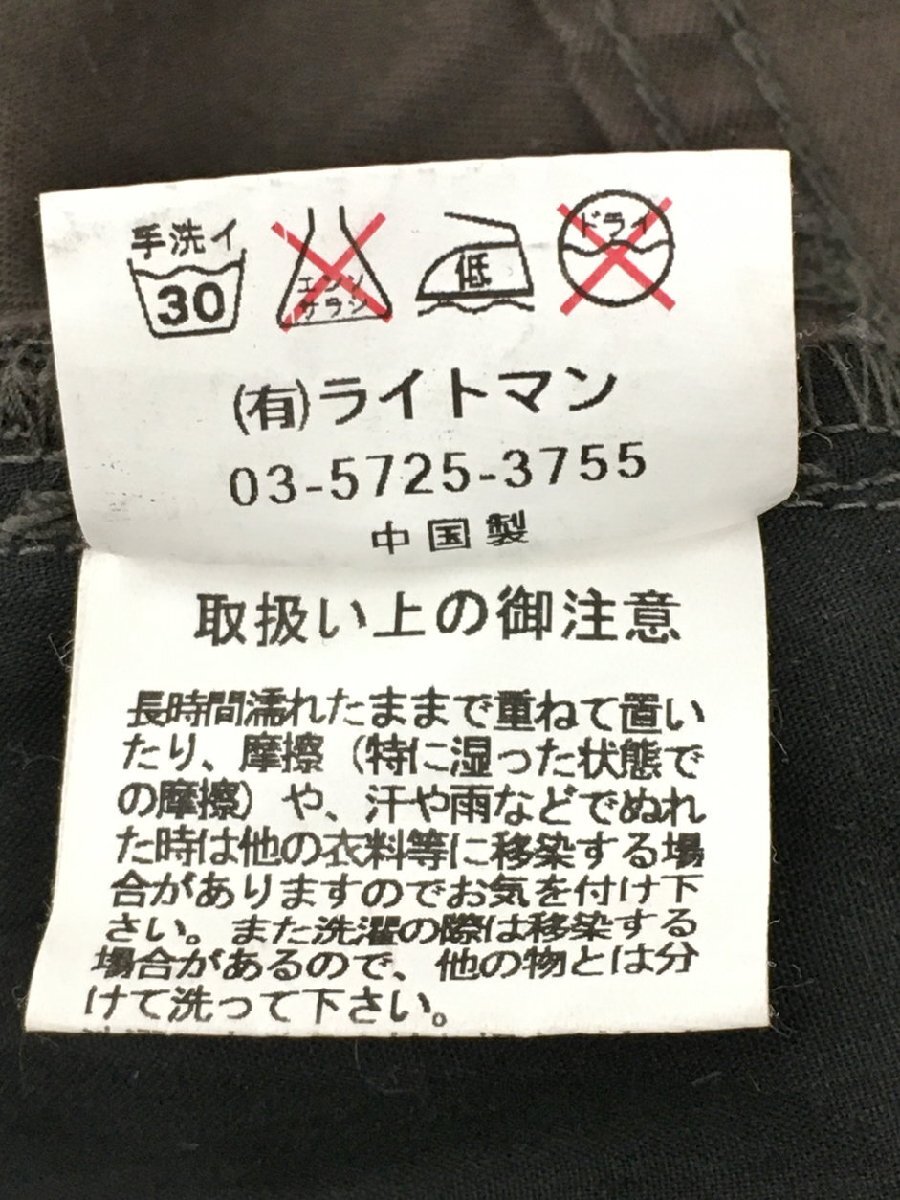 手洗イ
30
エンソ
サラシ
低
ドライ
(有)ライトマン
03-5725-3755
中国製
取扱い上の御注意
長時間濡れたままで重ねて置い
たり、摩擦（特に湿った状態で
の摩擦）や、汗や雨などでぬれ
た時は他の衣料等に移染する場
合がありますのでお気を付け下
さい。また洗濯の際は移染する
場合があるので、他の物とは分
けて洗って下さい。